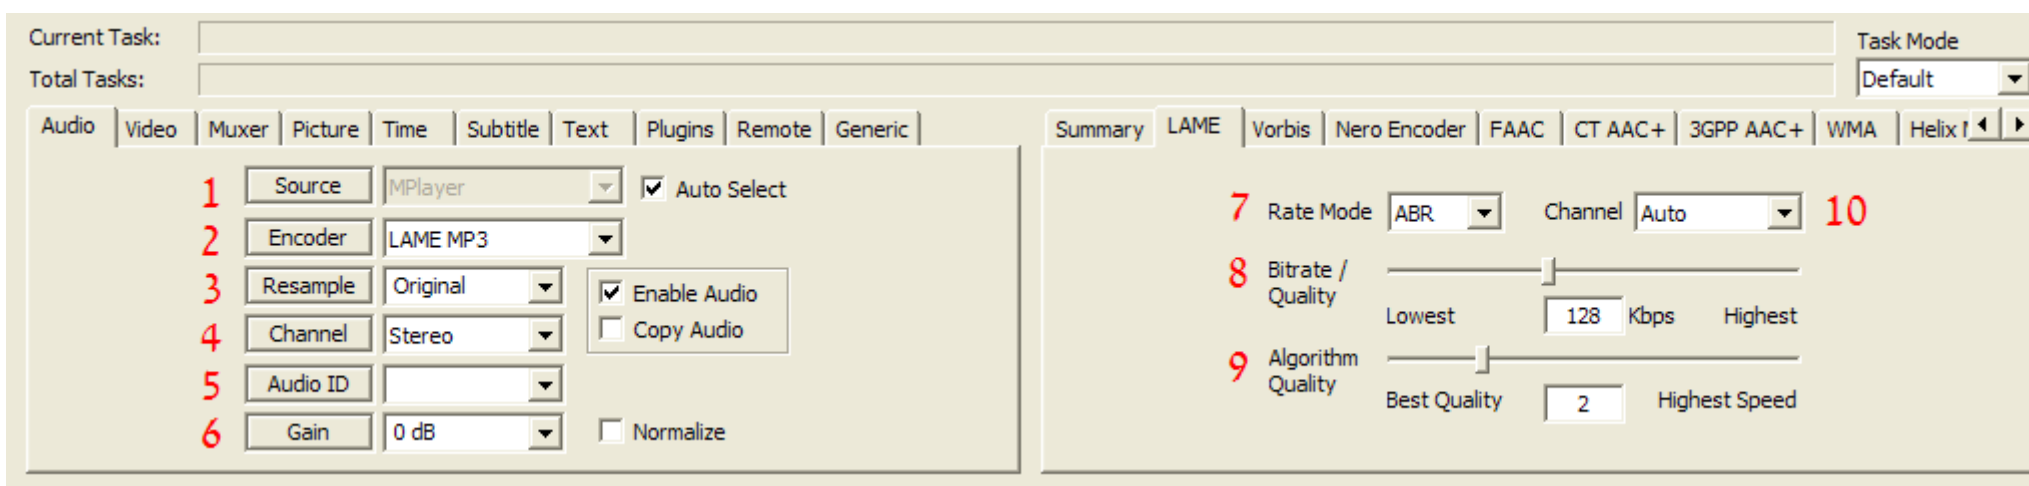 Current Task:
Task Mode
Total Tasks:
Default
Audio Video Muxer Picture Time Subtitle Text Plugins Remote Generic
Summary LAME Vorbis Nero Encoder FAAC CT AAC+ 3GPP AAC+ WMA Helix
1 Source MPlayer Auto Select
2 Encoder LAME MP3
3 Resample Original Enable Audio
4 Channel Stereo Copy Audio
5 Audio ID
6 Gain 0 dB Normalize
7 Rate Mode ABR Channel Auto 10
8 Bitrate /
Quality
Lowest 128 Kbps Highest
9 Algorithm
Quality
Best Quality 2 Highest Speed